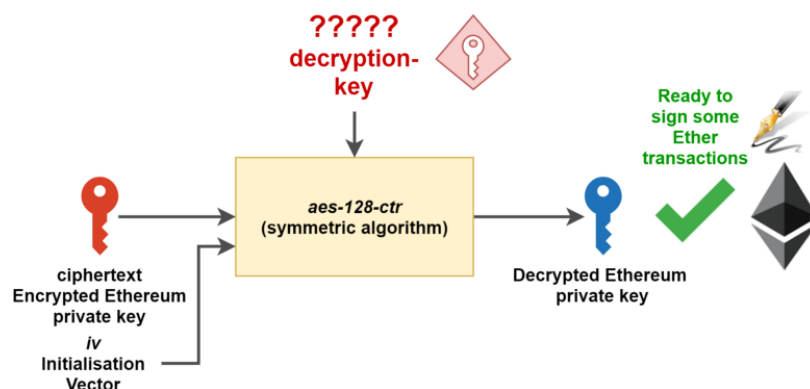 ?????
decryption-
key
Ready to
sign some
Ether
transactions
aes-128-ctr
(symmetric algorithm)
ciphertext
Encrypted Ethereum
private key
iv
Initialisation
Vector
Decrypted Ethereum
private key